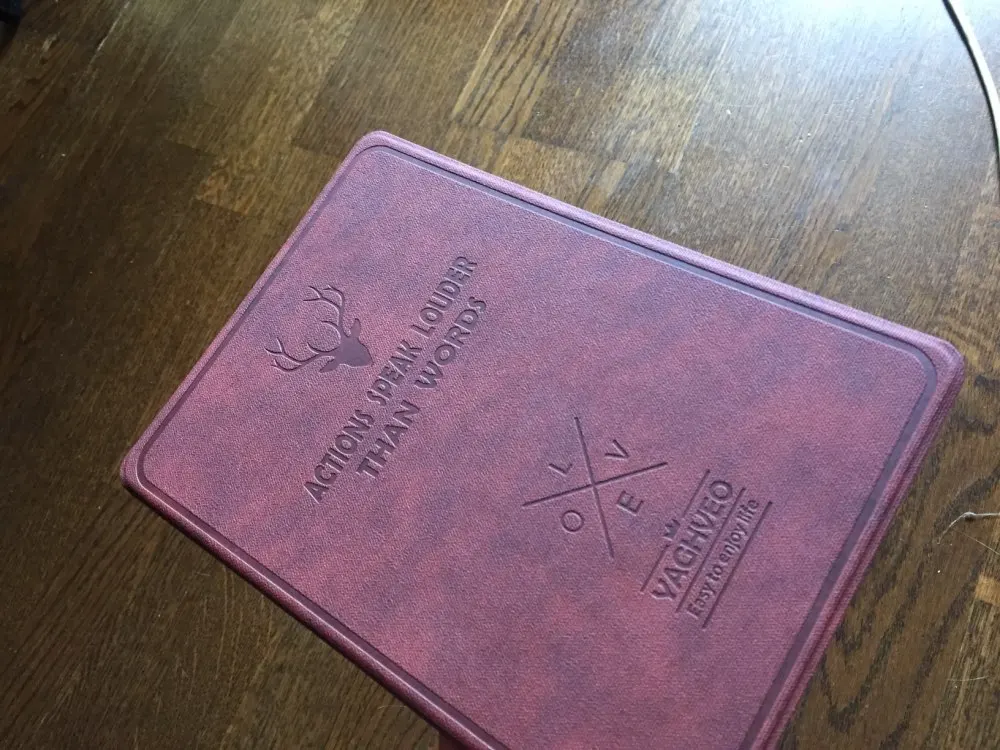 ACTIONS SPEAK LOUDER
THAN WORDS
L V
O E
YAGHVEO
Easy to enjoy life